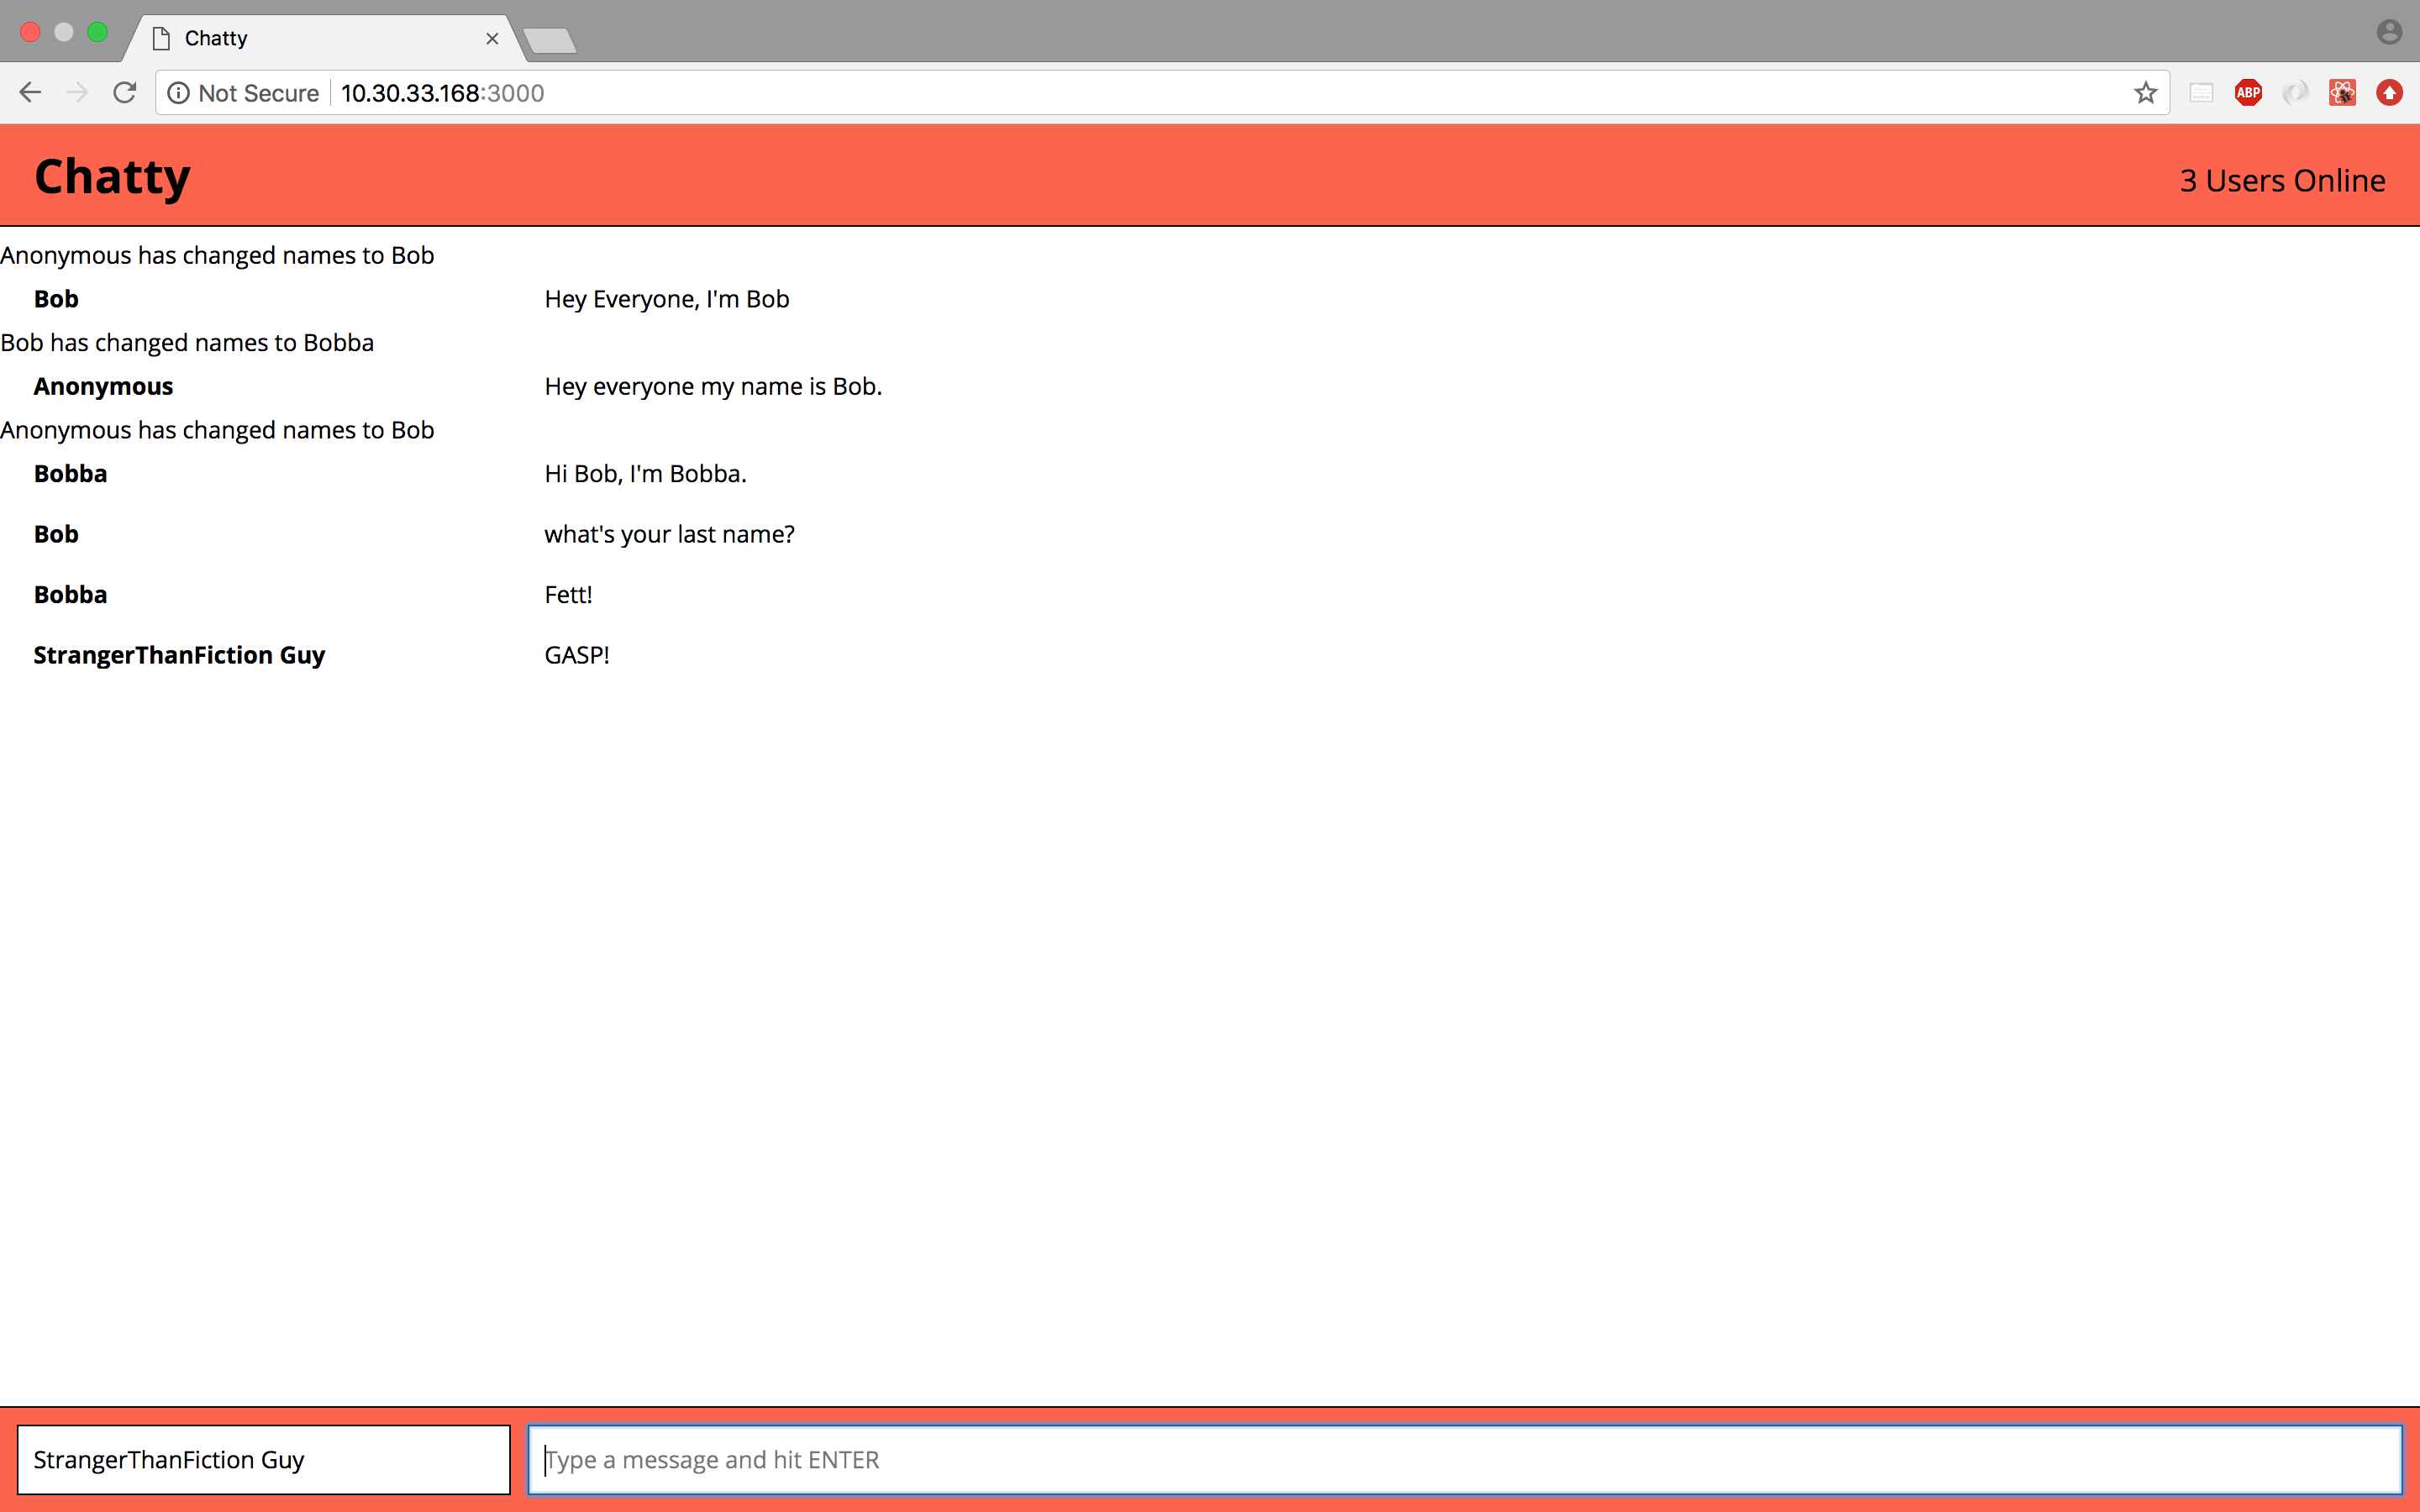 Chatty
Not Secure 10.30.33.168:3000
ABP
Chatty 3 Users Online
Anonymous has changed names to Bob
Bob Hey Everyone, I'm Bob
Bob has changed names to Bobba
Anonymous Hey everyone my name is Bob.
Anonymous has changed names to Bob
Bobba Hi Bob, I'm Bobba.
Bob what's your last name?
Bobba Fett!
StrangerThanFiction Guy GASP!
StrangerThanFiction Guy Type a message and hit ENTER